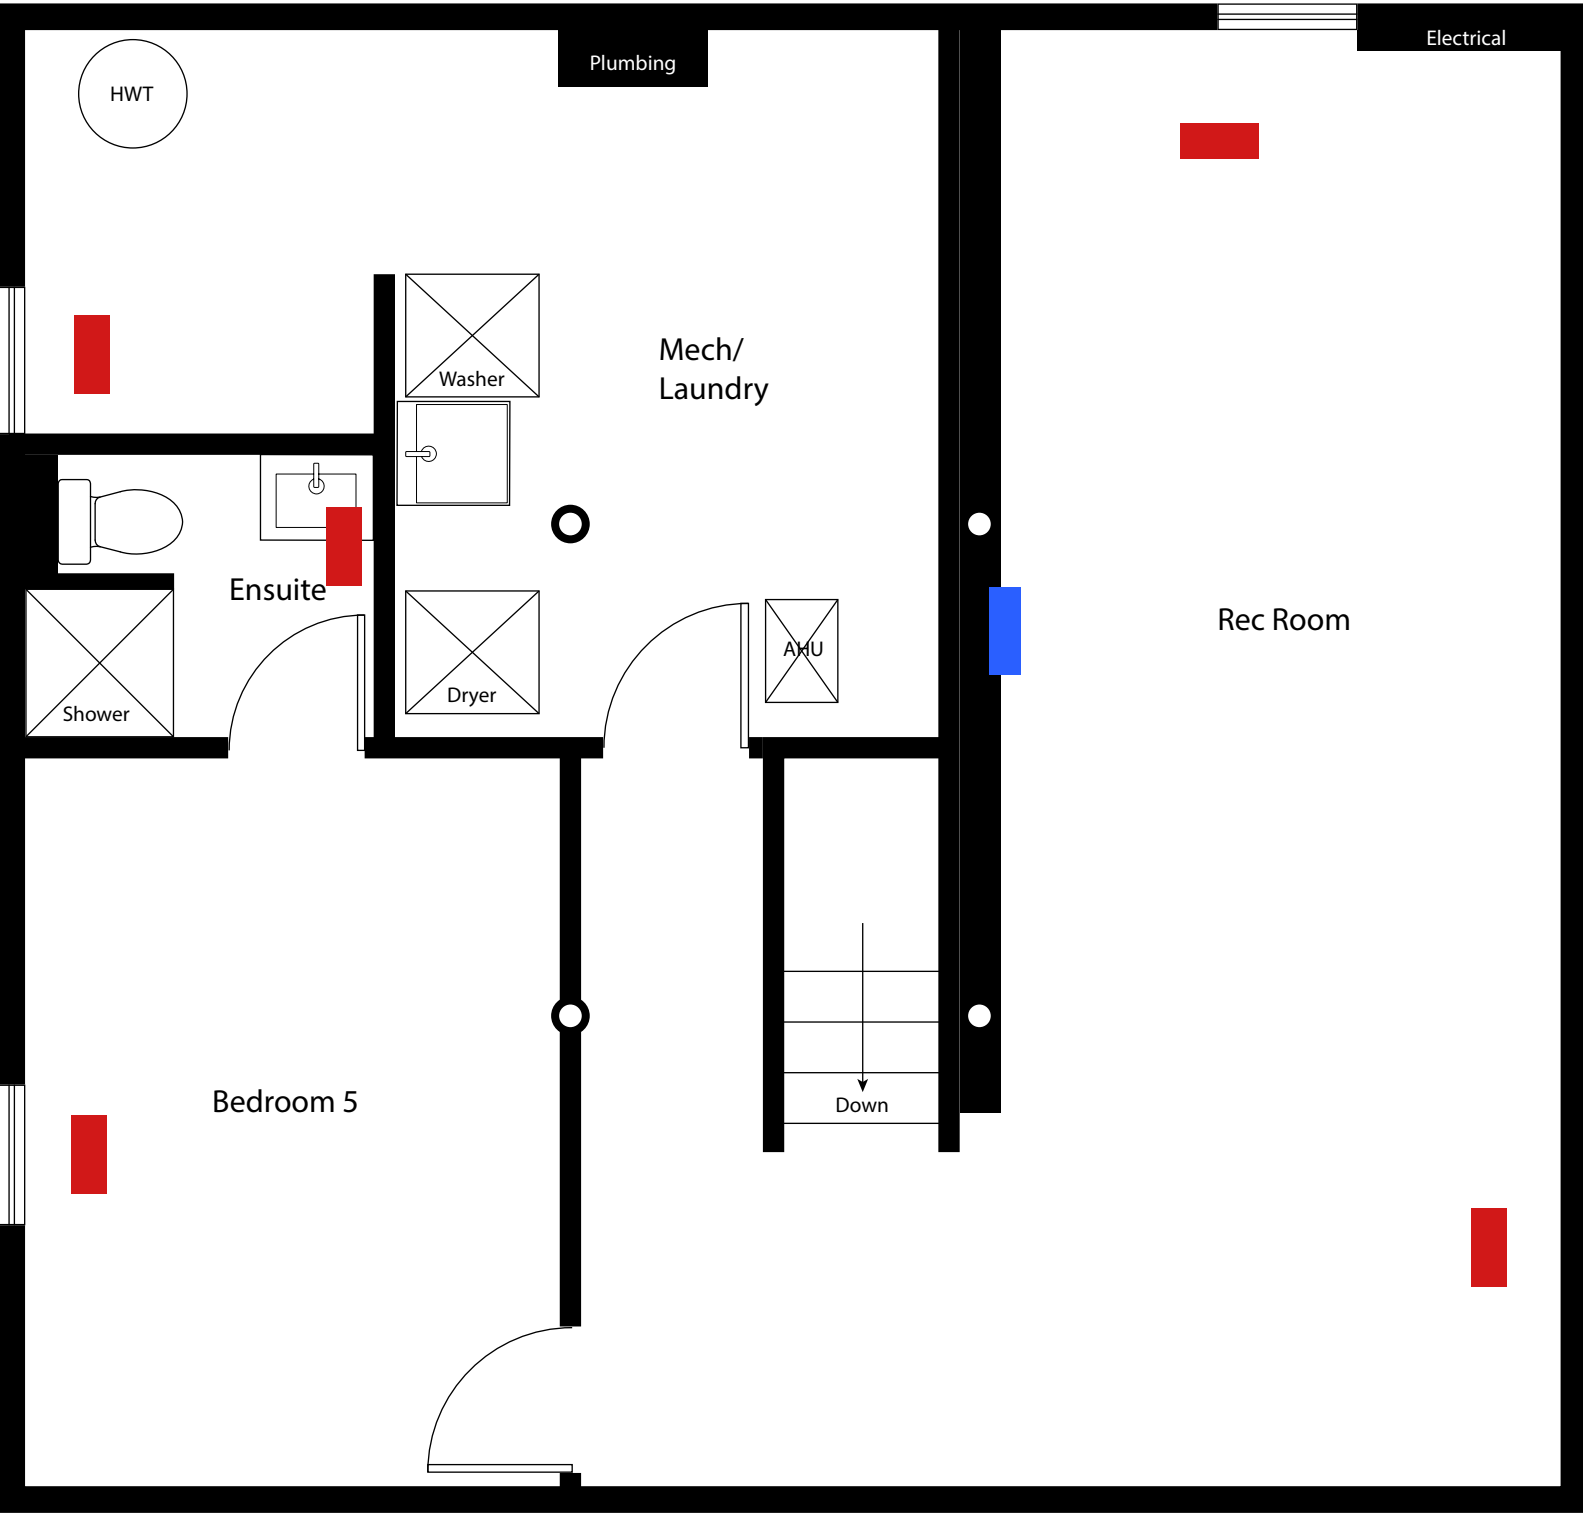 Electrical
Plumbing
HWT
Mech/
Laundry
Washer
Ensuite
Rec Room
AHU
Dryer
Shower
Bedroom 5
Down